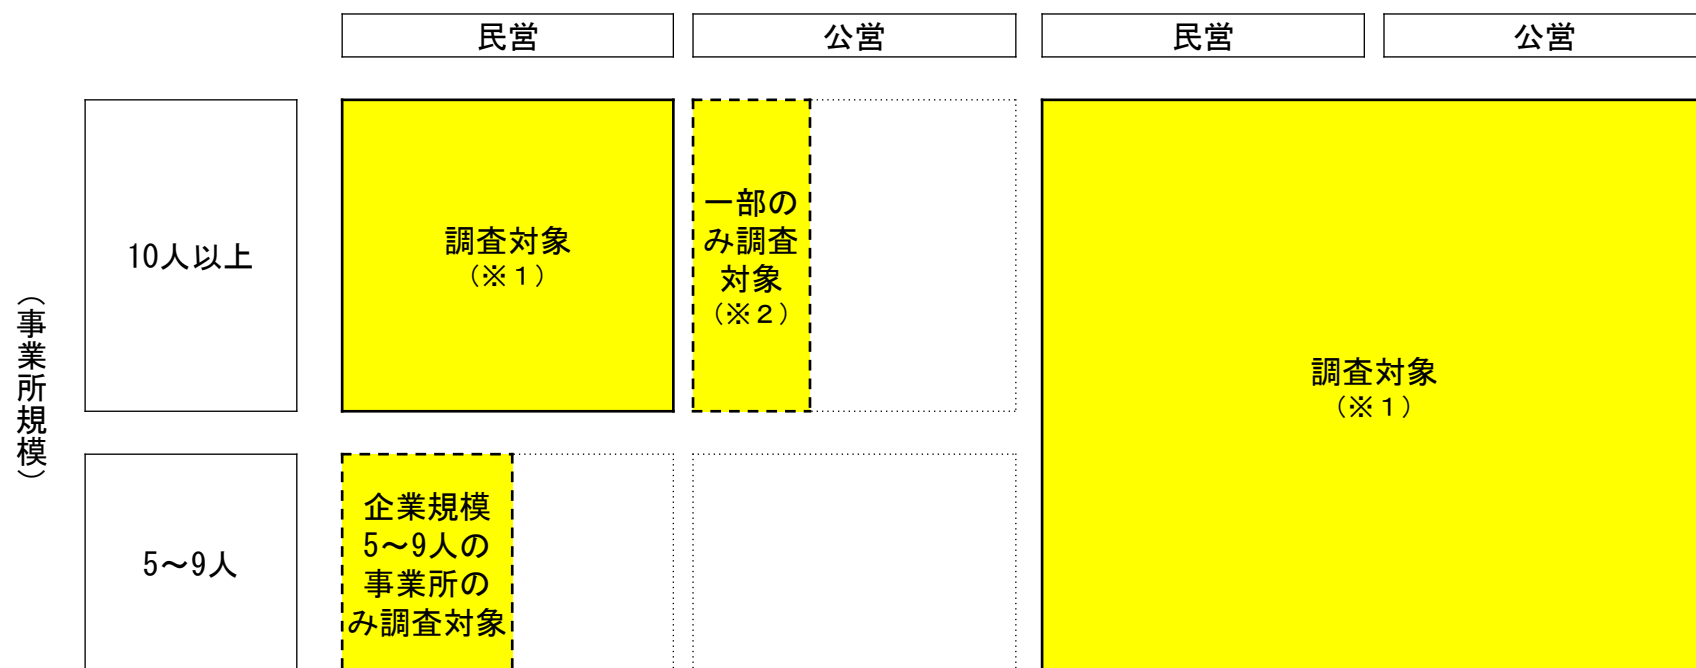 民営
公営
民営
公営
(事業所規模)
10人以上
調査対象
(※1)
一部の
み調査
対象
(※2)
調査対象
(※1)
5~9人
企業規模
5~9人の
事業所の
み調査対象